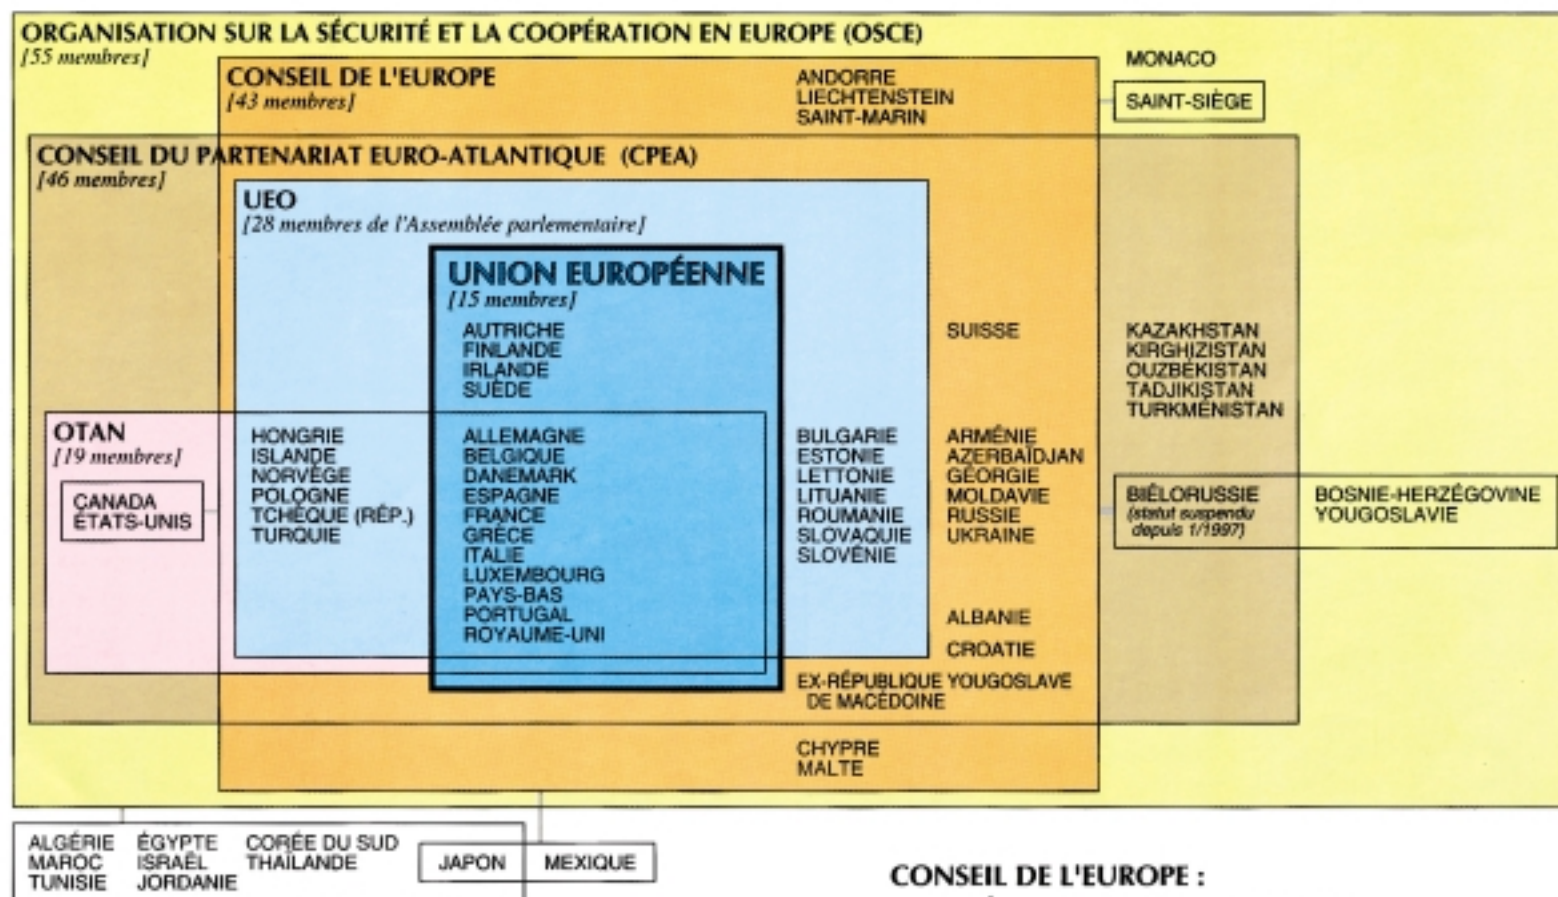 ORGANISATION SUR LA SÉCURITÉ ET LA COOPÉRATION EN EUROPE (OSCE)
[55 membres]
CONSEIL DE L'EUROPE
[43 membres]
ANDORRE
LIECHTENSTEIN
SAINT-MARIN
MONACO
SAINT-SIÈGE
CONSEIL DU PARTENARIAT EURO-ATLANTIQUE (CPEA)
[46 membres]
UEO
[28 membres de l'Assemblée parlementaire]
UNION EUROPÉENNE
[15 membres]
AUTRICHE
FINLANDE
IRLANDE
SUÈDE
SUISSE
KAZAKHSTAN
KIRGHIZISTAN
OUZBÉKISTAN
TADJIKISTAN
TURKMÉNISTAN
OTAN
[19 membres]
CANADA
ÉTATS-UNIS
HONGRIE
ISLANDE
NORVÈGE
POLOGNE
TCHÈQUE (RÉP.)
TURQUIE
ALLEMAGNE
BELGIQUE
DANEMARK
ESPAGNE
FRANCE
GRÈCE
ITALIE
LUXEMBOURG
PAYS-BAS
PORTUGAL
ROYAUME-UNI
BULGARIE
ESTONIE
LETTONIE
LITUANIE
ROUMANIE
SLOVAQUIE
SLOVÉNIE
ARMÉNIE
AZERBAÏDJAN
GÉORGIE
MOLDAVIE
RUSSIE
UKRAINE
BIÉLORUSSIE
(statut suspendu
depuis 1/1997)
BOSNIE-HERZÉGOVINE
YOUGOSLAVIE
ALBANIE
CROATIE
EX-RÉPUBLIQUE YOUGOSLAVE
DE MACÉDOINE
CHYPRE
MALTE
ALGÉRIE ÉGYPTE CORÉE DU SUD
MAROC ISRAËL THAÏLANDE JAPON MEXIQUE
TUNISIE JORDANIE
CONSEIL DE L'EUROPE :